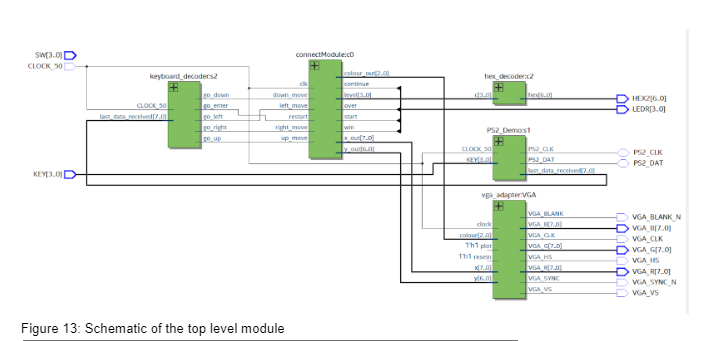 SW[3..0]
CLOCK_50
connectModule:c0
keyboard_decoder:s2
hex_decoder:c2
colour_out[2..0]
clk
continue
go_down
down_move
level[3..0]
c[3..0]
hex[6..0]
HEX2[6..0]
CLOCK_50
go_enter
left_move
over
LEDR[3..0]
last_data_received[7..0]
go_left
restart
start
go_right
right_move
win
PS2_Demo:s1
go_up
up_move
x_out[7..0]
y_out[6..0]
CLOCK_50
PS2_CLK
PS2_CLK
KEY[3..0]
PS2_DAT
PS2_DAT
KEY[3..0]
last_data_received[7..0]
vga_adapter:VGA
VGA_BLANK
VGA_BLANK_N
clock
VGA_B[7..0]
VGA_B[7..0]
colour[2..0]
VGA_CLK
VGA_CLK
1'h1 plot
VGA_G[7..0]
VGA_G[7..0]
1'h1 resetn
VGA_HS
VGA_HS
x[7..0]
VGA_R[7..0]
VGA_R[7..0]
y[6..0]
VGA_SYNC
VGA_SYNC_N
VGA_VS
VGA_VS
Figure 13: Schematic of the top level module